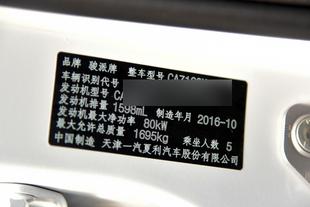 品牌 骏派牌 整车型号 CA
车辆识别代号
发动机型号 CA
发动机排量 1598mL 制造年月 2016-10
发动机最大净功率 80kW
最大允许总质量 1695kg 乘坐人数 5
中国制造 天津一汽夏利汽车股份有限公司